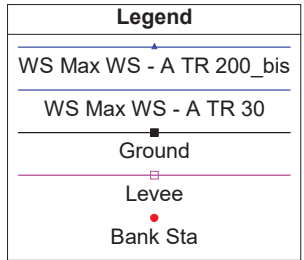 Legend
WS Max WS - A TR 200_bis
WS Max WS - A TR 30
Ground
Levee
Bank Sta